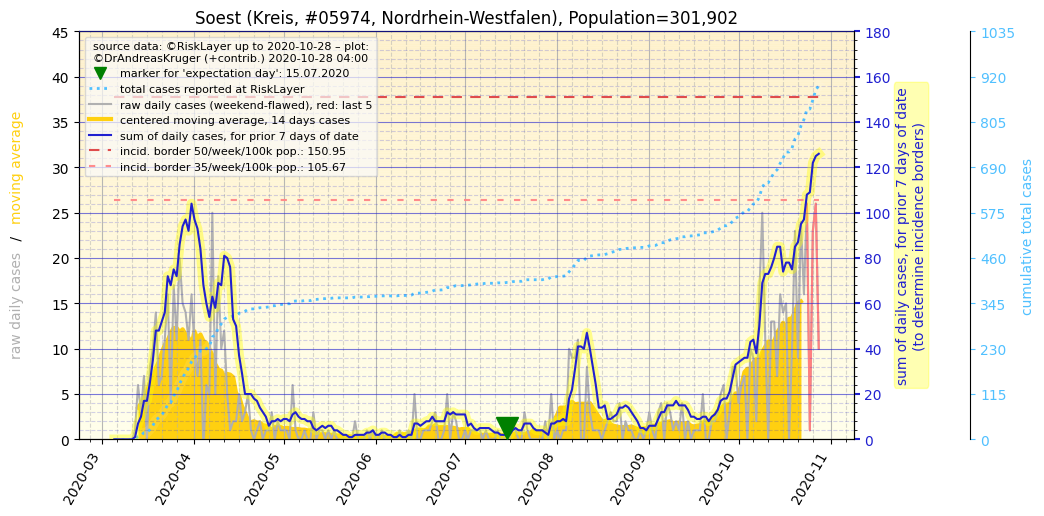 Soest (Kreis, #05974, Nordrhein-Westfalen), Population=301,902
source data: ©RiskLayer up to 2020-10-28 – plot:
©DrAndreasKruger (+contrib.) 2020-10-28 04:00
marker for 'expectation day': 15.07.2020
total cases reported at RiskLayer
raw daily cases (weekend-flawed), red: last 5
centered moving average, 14 days cases
sum of daily cases, for prior 7 days of date
incid. border 50/week/100k pop.: 150.95
incid. border 35/week/100k pop.: 105.67
raw daily cases / moving average
45
40
35
30
25
20
15
10
5
0
2020-03
2020-04
2020-05
2020-06
2020-07
2020-08
2020-09
2020-10
2020-11
180
160
140
120
100
80
60
40
20
0
sum of daily cases, for prior 7 days of date
(to determine incidence borders)
1035
920
805
690
575
460
345
230
115
0
cumulative total cases